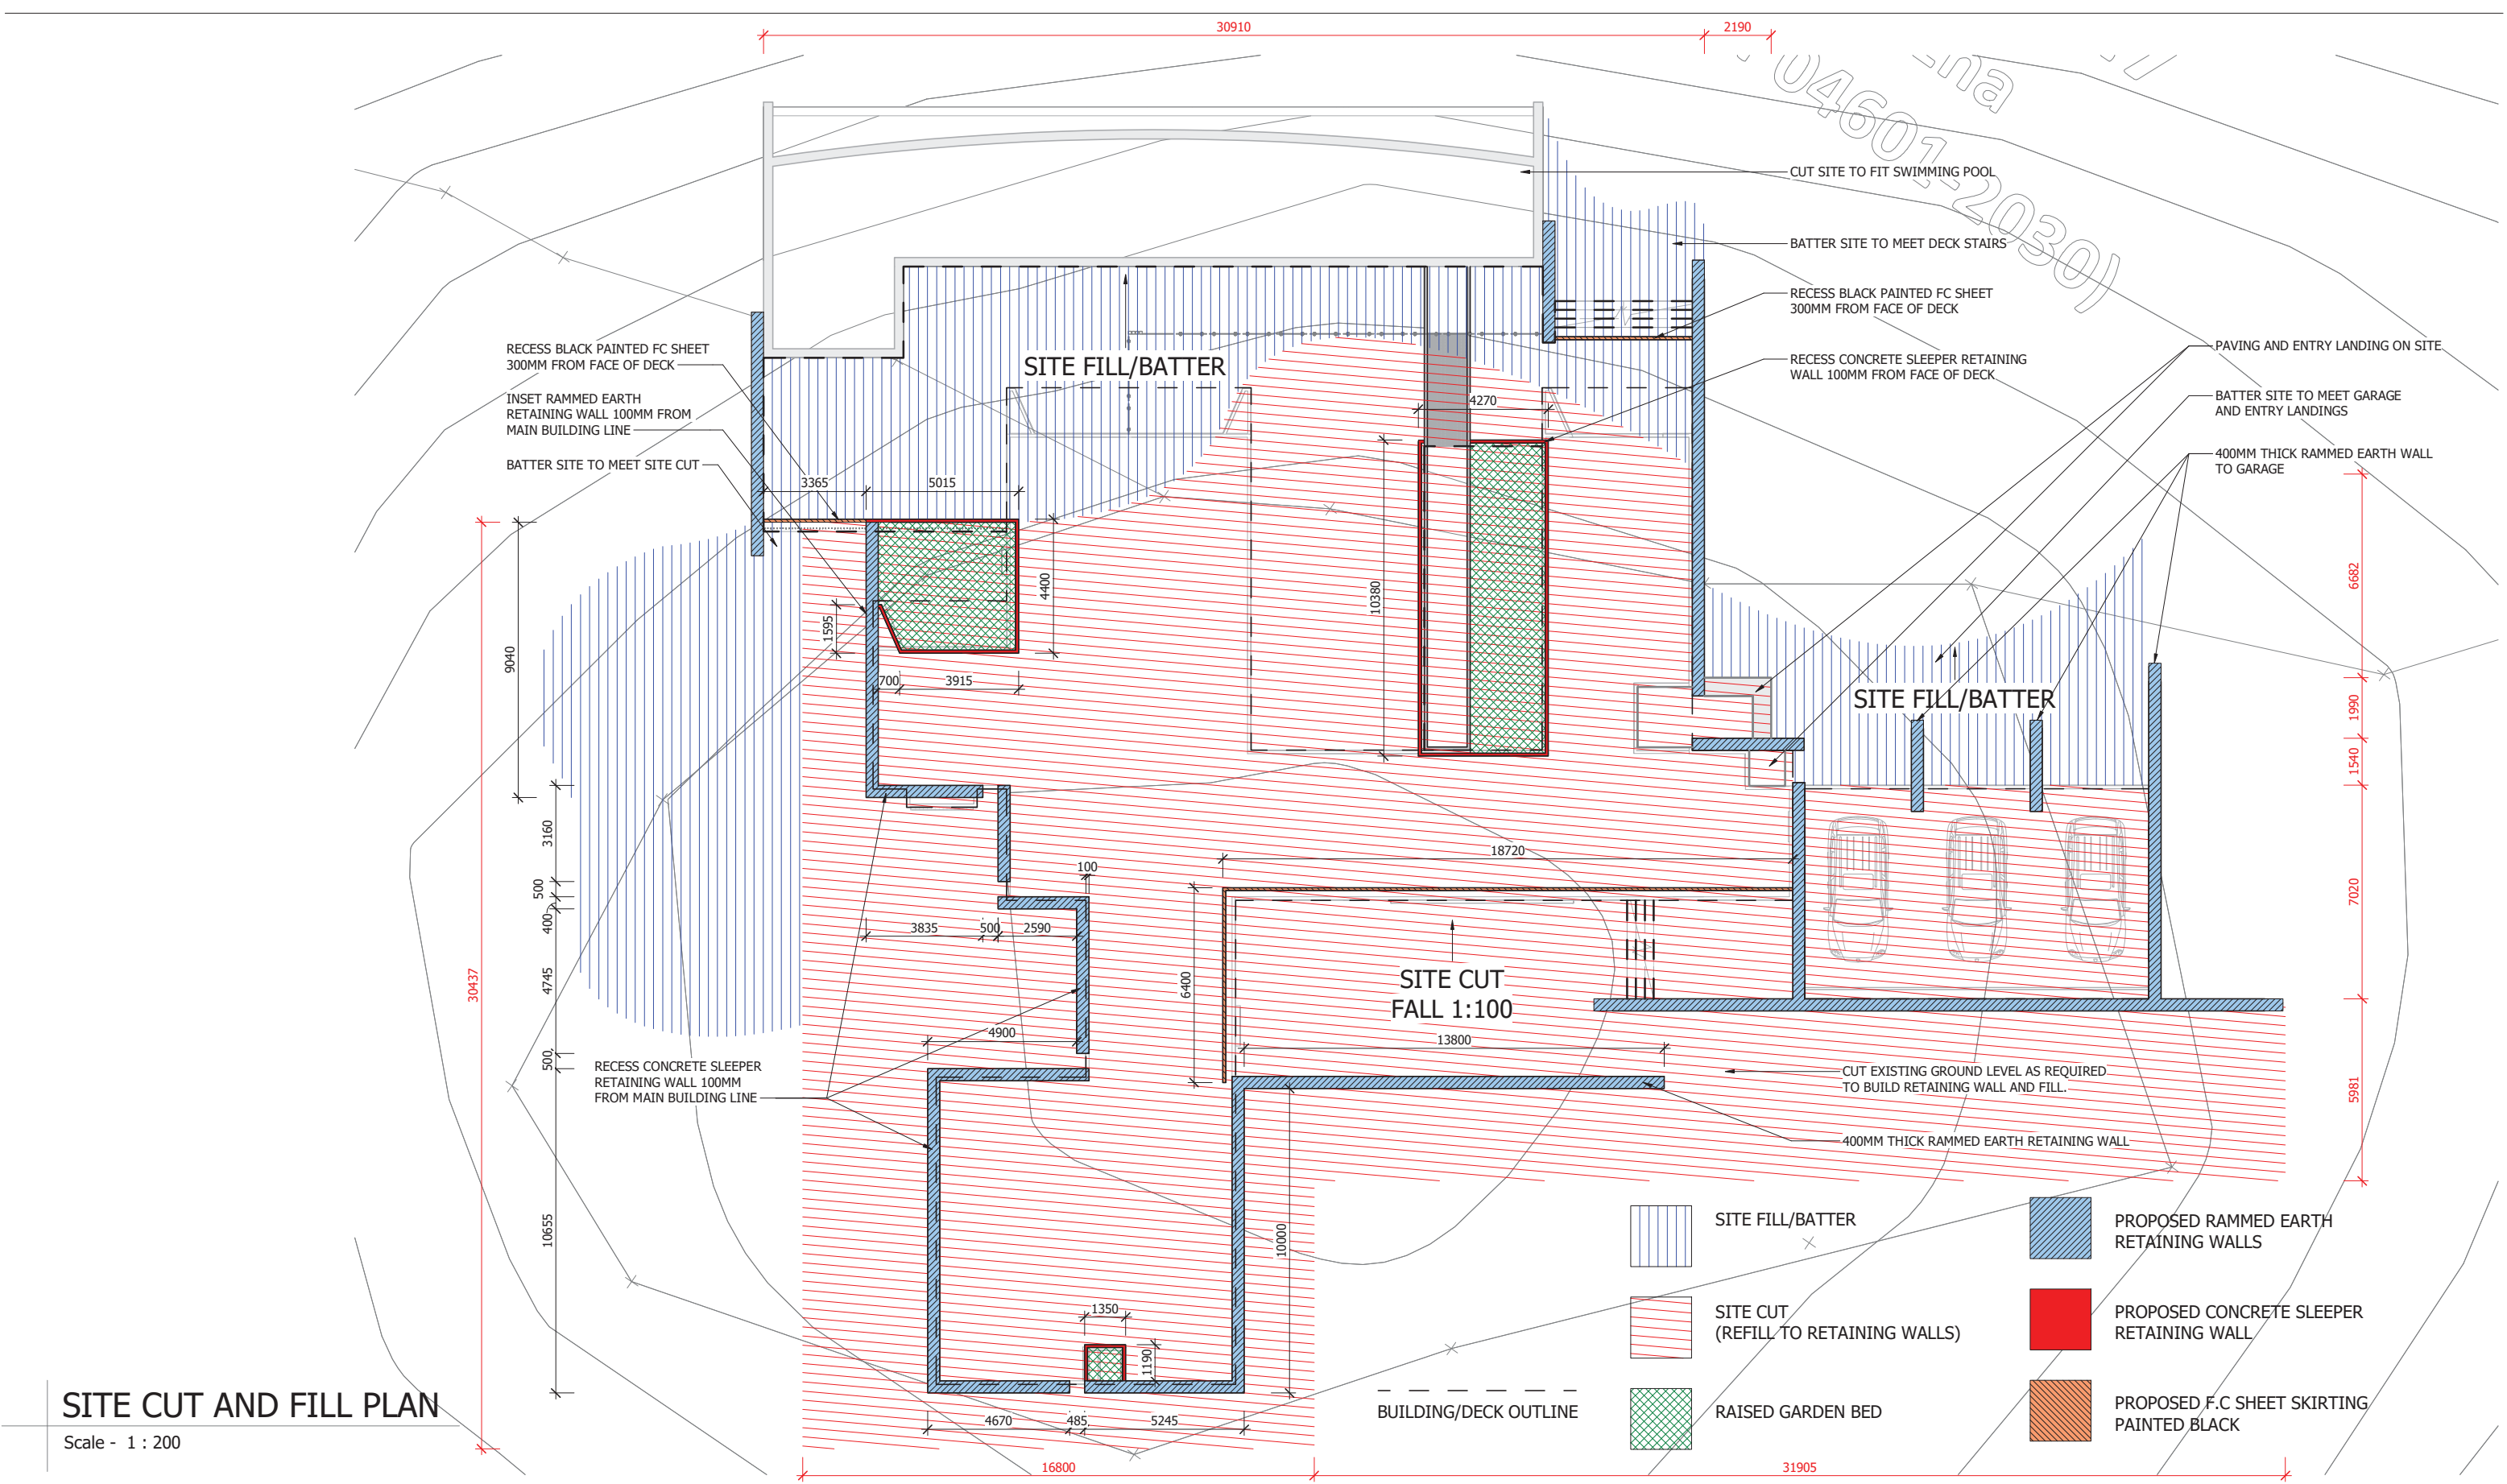 30910
2190
na
04601-2030)
CUT SITE TO FIT SWIMMING POOL
BATTER SITE TO MEET DECK STAIRS
RECESS BLACK PAINTED FC SHEET
300MM FROM FACE OF DECK
RECESS CONCRETE SLEEPER RETAINING
WALL 100MM FROM FACE OF DECK
PAVING AND ENTRY LANDING ON SITE
BATTER SITE TO MEET GARAGE
AND ENTRY LANDINGS
400MM THICK RAMMED EARTH WALL
TO GARAGE
RECESS BLACK PAINTED FC SHEET
300MM FROM FACE OF DECK
INSET RAMMED EARTH
RETAINING WALL 100MM FROM
MAIN BUILDING LINE
BATTER SITE TO MEET SITE CUT
SITE FILL/BATTER
4270
3365
5015
4400
10380
1595
9040
700
3915
6682
1990
1540
7020
5981
SITE FILL/BATTER
3160
500
400
4745
500
10655
30437
100
18720
3835
500
2590
6400
SITE CUT
FALL 1:100
4900
13800
RECESS CONCRETE SLEEPER
RETAINING WALL 100MM
FROM MAIN BUILDING LINE
CUT EXISTING GROUND LEVEL AS REQUIRED
TO BUILD RETAINING WALL AND FILL.
400MM THICK RAMMED EARTH RETAINING WALL
10000
1350
1190
4670
485
5245
16800
31905
SITE FILL/BATTER
SITE CUT
(REFILL TO RETAINING WALLS)
BUILDING/DECK OUTLINE
RAISED GARDEN BED
PROPOSED RAMMED EARTH
RETAINING WALLS
PROPOSED CONCRETE SLEEPER
RETAINING WALL
PROPOSED F.C SHEET SKIRTING
PAINTED BLACK
SITE CUT AND FILL PLAN
Scale - 1 : 200